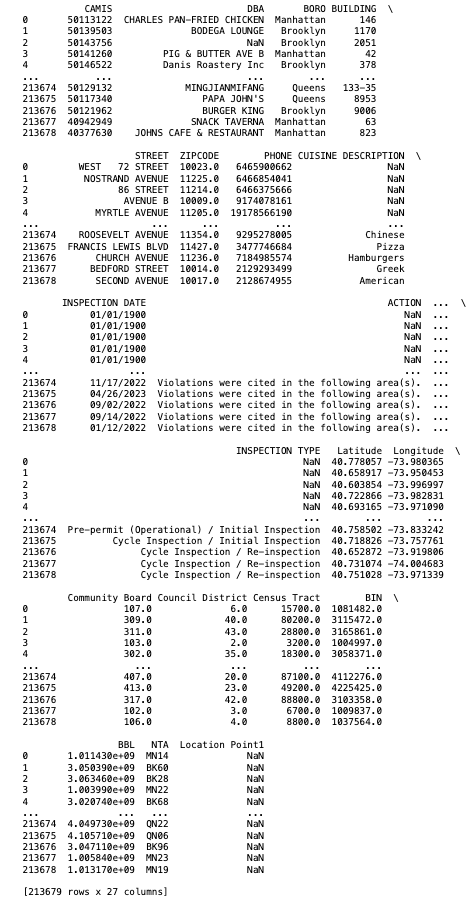 CAMIS DBA BORO BUILDING \
0 50113122 CHARLES PAN-FRIED CHICKEN Manhattan 146
1 50139503 BODEGA LOUNGE Brooklyn 1170
2 50143756 NaN Brooklyn 2051
3 50141260 PIG & BUTTER AVE B Manhattan 42
4 50146522 Danis Roastery Inc Brooklyn 378
... ... ... ... ...
213674 50129132 MINGJIANMIFANG Queens 133-35
213675 50117340 PAPA JOHN'S Queens 8953
213676 50121962 BURGER KING Brooklyn 9006
213677 40942949 SNACK TAVERNA Manhattan 63
213678 40377630 JOHNS CAFE & RESTAURANT Manhattan 823
STREET ZIPCODE PHONE CUISINE DESCRIPTION \
0 WEST 72 STREET 10023.0 6465900662 NaN
1 NOSTRAND AVENUE 11225.0 6466854041 NaN
2 86 STREET 11214.0 6466375666 NaN
3 AVENUE B 10009.0 9174078161 NaN
4 MYRTLE AVENUE 11205.0 19178566190 NaN
... ... ... ... ...
213674 ROOSEVELT AVENUE 11354.0 9295278005 Chinese
213675 FRANCIS LEWIS BLVD 11427.0 3477746684 Pizza
213676 CHURCH AVENUE 11236.0 7184985574 Hamburgers
213677 BEDFORD STREET 10014.0 2129293499 Greek
213678 SECOND AVENUE 10017.0 2128674955 American
INSPECTION DATE ACTION ... \
0 01/01/1900 NaN ...
1 01/01/1900 NaN ...
2 01/01/1900 NaN ...
3 01/01/1900 NaN ...
4 01/01/1900 NaN ...
... ... ... ...
213674 11/17/2022 Violations were cited in the following area(s). ...
213675 04/26/2023 Violations were cited in the following area(s). ...
213676 09/02/2022 Violations were cited in the following area(s). ...
213677 09/14/2022 Violations were cited in the following area(s). ...
213678 01/12/2022 Violations were cited in the following area(s). ...
INSPECTION TYPE Latitude Longitude \
0 NaN 40.778057 -73.980365
1 NaN 40.658917 -73.950453
2 NaN 40.603854 -73.996997
3 NaN 40.722866 -73.982831
4 NaN 40.693165 -73.971090
... ... ... ...
213674 Pre-permit (Operational) / Initial Inspection 40.758502 -73.833242
213675 Cycle Inspection / Initial Inspection 40.718826 -73.757761
213676 Cycle Inspection / Re-inspection 40.652872 -73.919806
213677 Cycle Inspection / Re-inspection 40.731074 -74.004683
213678 Cycle Inspection / Re-inspection 40.751028 -73.971339
Community Board Council District Census Tract BIN \
0 107.0 6.0 15700.0 1081482.0
1 309.0 40.0 80200.0 3115472.0
2 311.0 43.0 28800.0 3165861.0
3 103.0 2.0 3200.0 1004997.0
4 302.0 35.0 18300.0 3058371.0
... ... ... ... ...
213674 407.0 20.0 87100.0 4112276.0
213675 413.0 23.0 49200.0 4225425.0
213676 317.0 42.0 88800.0 3103358.0
213677 102.0 3.0 6700.0 1009837.0
213678 106.0 4.0 8800.0 1037564.0
BBL NTA Location Point1
0 1.011430e+09 MN14 NaN
1 3.050390e+09 BK60 NaN
2 3.063460e+09 BK28 NaN
3 1.003990e+09 MN22 NaN
4 3.020740e+09 BK68 NaN
... ... ... ...
213674 4.049730e+09 QN22 NaN
213675 4.105710e+09 QN06 NaN
213676 3.047110e+09 BK96 NaN
213677 1.005840e+09 MN23 NaN
213678 1.013170e+09 MN19 NaN
[213679 rows x 27 columns]